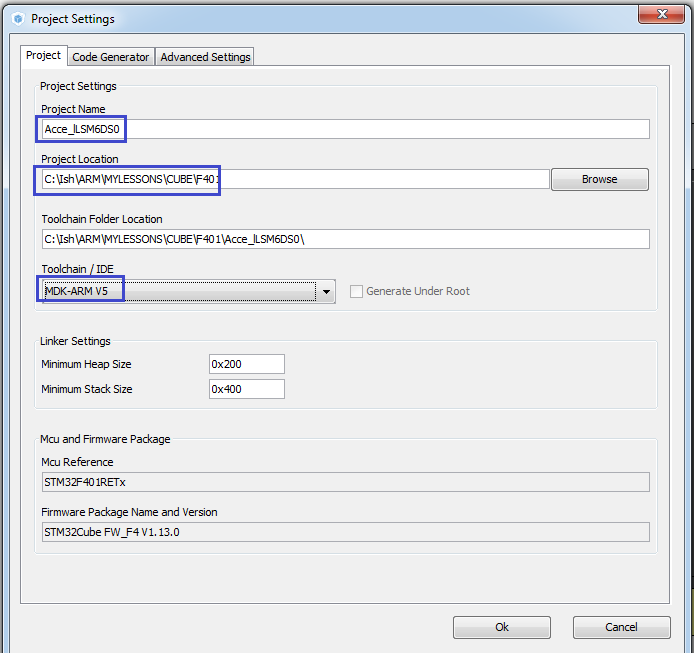 Project Settings
Project Code Generator Advanced Settings
Project Settings
Project Name
Acce_lLSM6DS0
Project Location
C:\Ish\ARM\MYLESSONS\CUBE\F401
Browse
Toolchain Folder Location
C:\Ish\ARM\MYLESSONS\CUBE\F401\Acce_lLSM6DS0\
Toolchain / IDE
MDK-ARM V5
Generate Under Root
Linker Settings
Minimum Heap Size 0x200
Minimum Stack Size 0x400
Mcu and Firmware Package
Mcu Reference
STM32F401RETx
Firmware Package Name and Version
STM32Cube FW_F4 V1.13.0
Ok Cancel